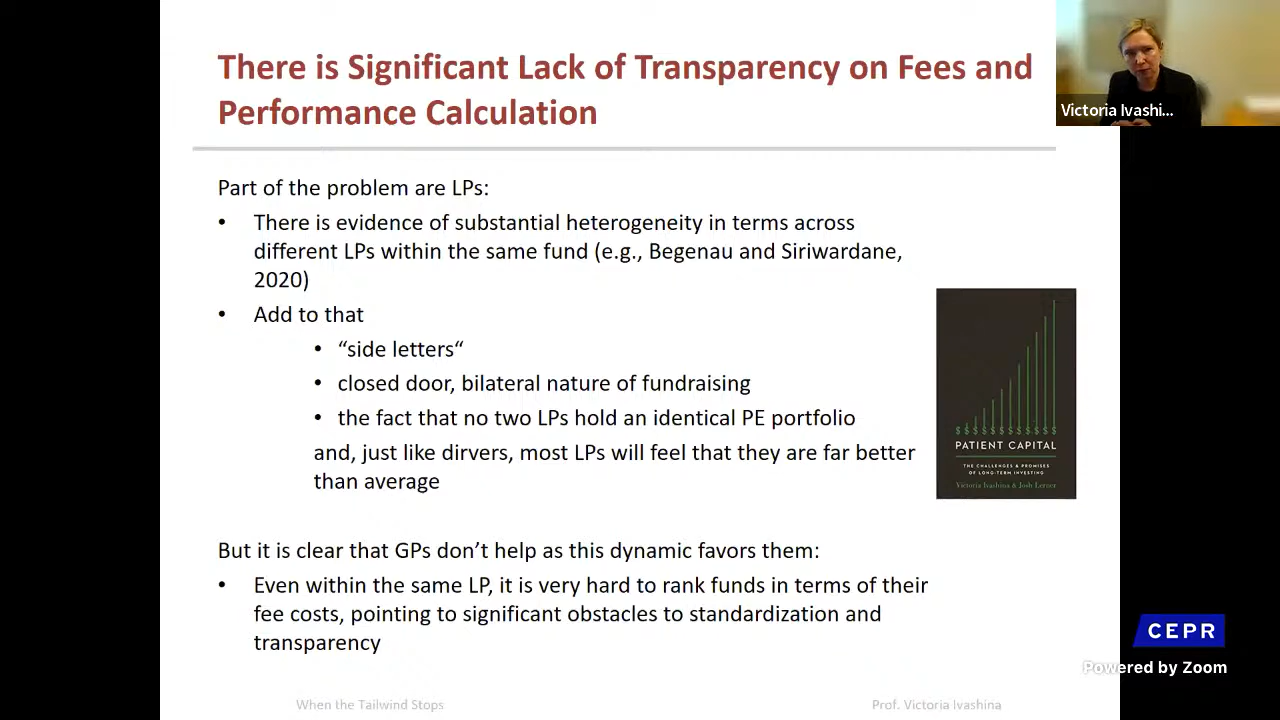 There is Significant Lack of Transparency on Fees and
Performance Calculation
Victoria Ivashi...
Part of the problem are LPs:
• There is evidence of substantial heterogeneity in terms across
different LPs within the same fund (e.g., Begenau and Siriwardane,
2020)
• Add to that
• “side letters“
• closed door, bilateral nature of fundraising
• the fact that no two LPs hold an identical PE portfolio
and, just like dirvers, most LPs will feel that they are far better
than average
$ $ $ $ $ $ $ $ $ $ $ $
PATIENT CAPITAL
THE CHALLENGES & PROMISES
OF LONG-TERM INVESTING
Victoria Ivashina & Josh Lerner
But it is clear that GPs don’t help as this dynamic favors them:
• Even within the same LP, it is very hard to rank funds in terms of their
fee costs, pointing to significant obstacles to standardization and
transparency
CEPR
Powered by Zoom
When the Tailwind Stops
Prof. Victoria Ivashina